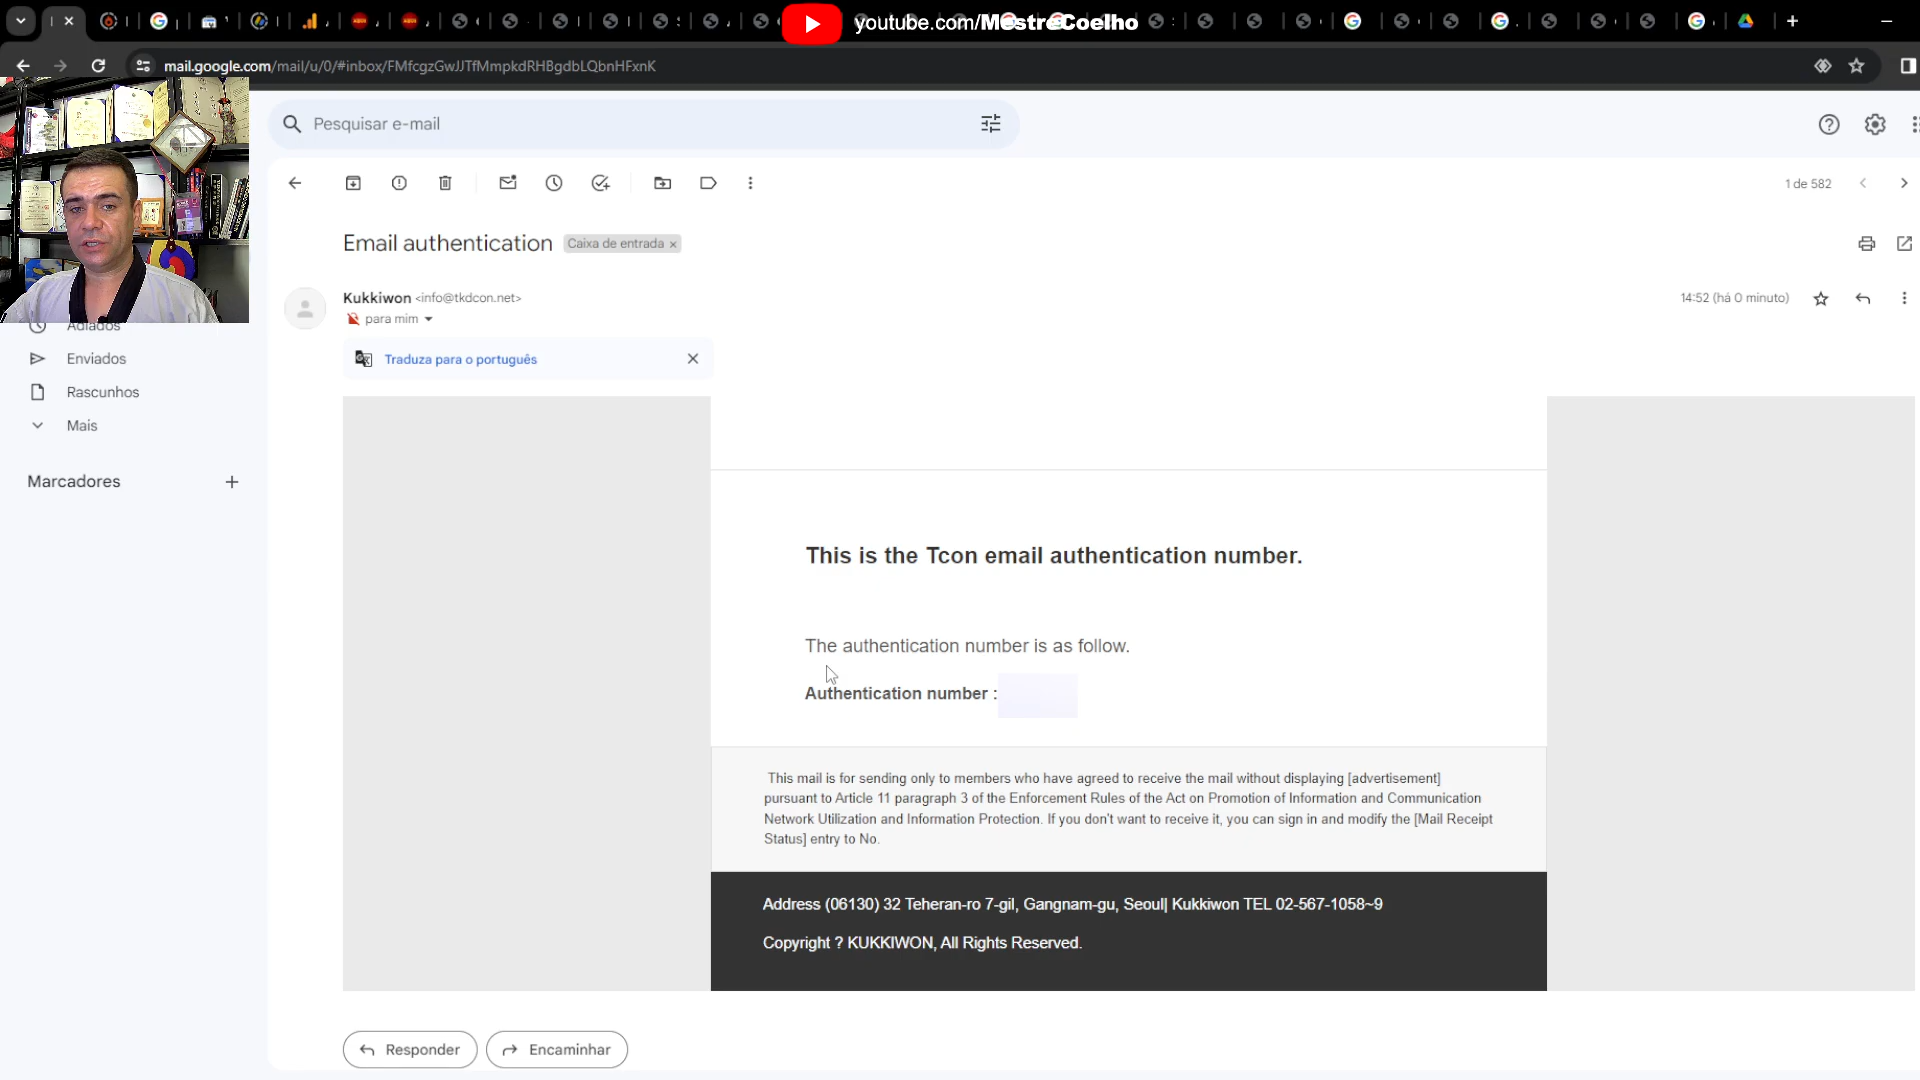 youtube.com/MestreCoelho
mail.google.com/mail/u/0/#inbox/FMfcgzGwJJTfMmpkdRHBgdbLQbnHFxnK
Pesquisar e-mail
1 de 582
Email authentication
Caixa de entrada ×
Kukkiwon <info@tkdcon.net>
14:52 (há 0 minuto)
para mim
Adiados
Traduza para o português
Enviados
Rascunhos
Mais
Marcadores
This is the Tcon email authentication number.
The authentication number is as follow.
Authentication number :
This mail is for sending only to members who have agreed to receive the mail without displaying [advertisement]
pursuant to Article 11 paragraph 3 of the Enforcement Rules of the Act on Promotion of Information and Communication
Network Utilization and Information Protection. If you don't want to receive it, you can sign in and modify the [Mail Receipt
Status] entry to No.
Address (06130) 32 Teheran-ro 7-gil, Gangnam-gu, Seoul| Kukkiwon TEL 02-567-1058~9
Copyright ? KUKKIWON, All Rights Reserved.
Responder
Encaminhar